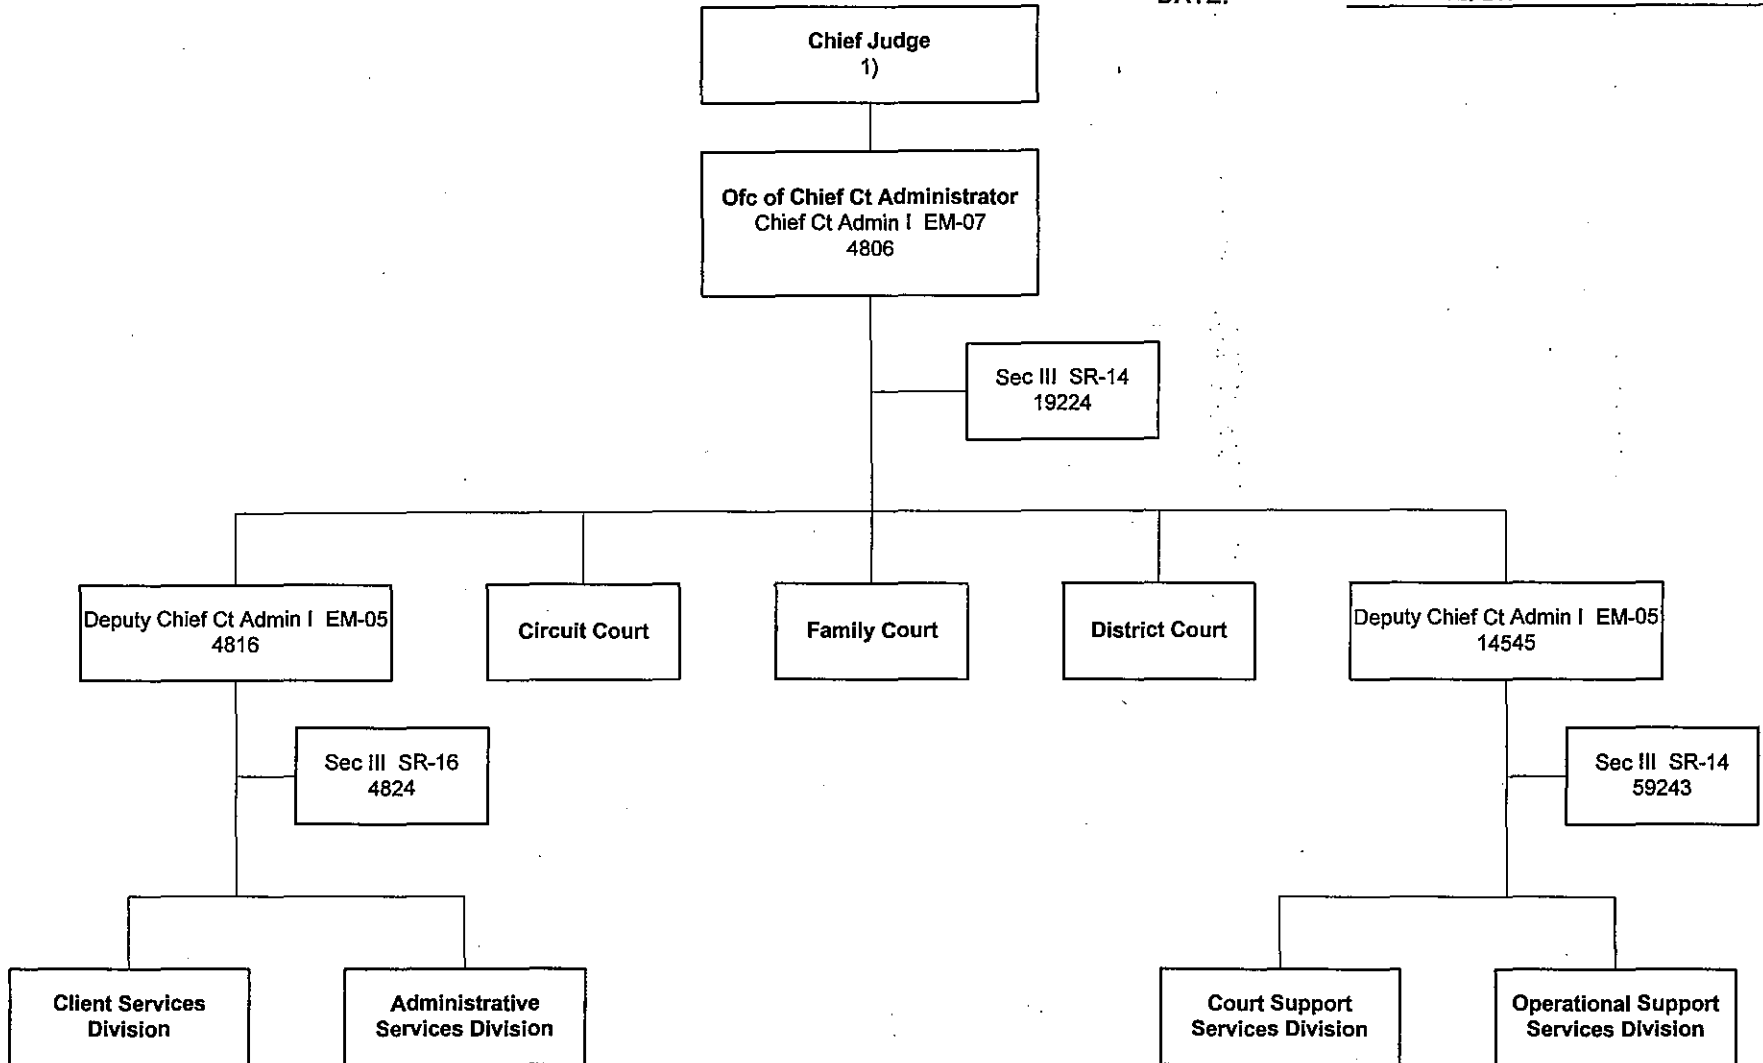 Chief Judge
1)
Ofc of Chief Ct Administrator
Chief Ct Admin I EM-07
4806
Sec III SR-14
19224
Deputy Chief Ct Admin I EM-05
4816
Circuit Court
Family Court
District Court
Deputy Chief Ct Admin I EM-05
14545
Sec III SR-16
4824
Sec III SR-14
59243
Client Services
Division
Administrative
Services Division
Court Support
Services Division
Operational Support
Services Division